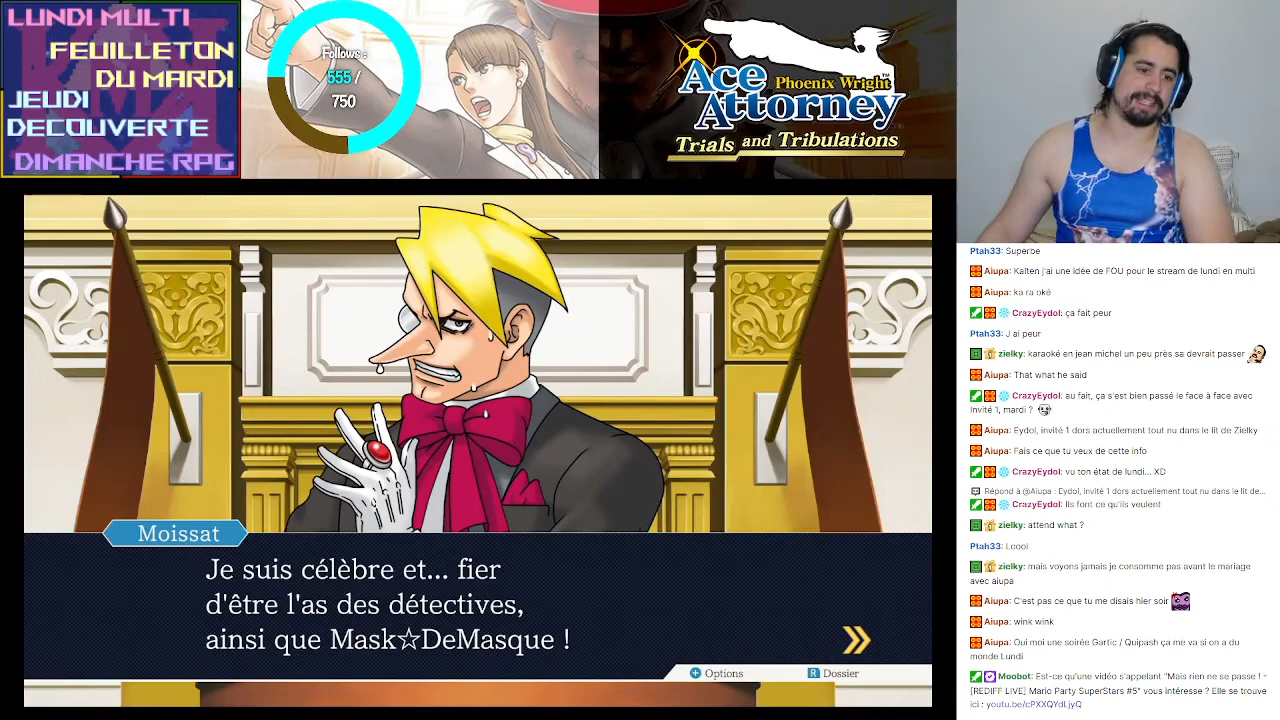 LUNDI MULTI
FEUILLETON
DU MARDI
JEUDI
DECOUVERTE
DIMANCHE RPG
Follows :
555 /
750
Phoenix Wright™
Ace
Attorney
Trials and Tribulations
Moissat
Je suis célèbre et... fier
d'être l'as des détectives,
ainsi que Mask☆DeMasque !
Options
R Dossier
Ptah33: Superbe
Aiupa: Kalten j'ai une idée de FOU pour le stream de lundi en multi
Aiupa: ka ra oké
CrazyEydol: ça fait peur
Ptah33: J ai peur
zielky: karaoké en jean michel un peu près sa devrait passer
Aiupa: That what he said
CrazyEydol: au fait, ça s'est bien passé le face à face avec
Invité 1, mardi ?
Aiupa: Eydol, invité 1 dors actuellement tout nu dans le lit de Zielky
Aiupa: Fais ce que tu veux de cette info
CrazyEydol: vu ton état de lundi... XD
Répond à @Aiupa : Eydol, invité 1 dors actuellement tout nu dans le lit de...
CrazyEydol: Ils font ce qu'ils veulent
zielky: attend what ?
Ptah33: Loool
zielky: mais voyons jamais je consomme pas avant le mariage
avec aiupa
Aiupa: C'est pas ce que tu me disais hier soir
Aiupa: wink wink
Aiupa: Oui moi une soirée Gartic / Quipash ça me va si on a du
monde Lundi
Moobot: Est-ce qu'une vidéo s'appelant "Mais rien ne se passe ! -
[REDIFF LIVE] Mario Party SuperStars #5" vous intéresse ? Elle se trouve
ici : youtu.be/cPXXQYdLjyQ